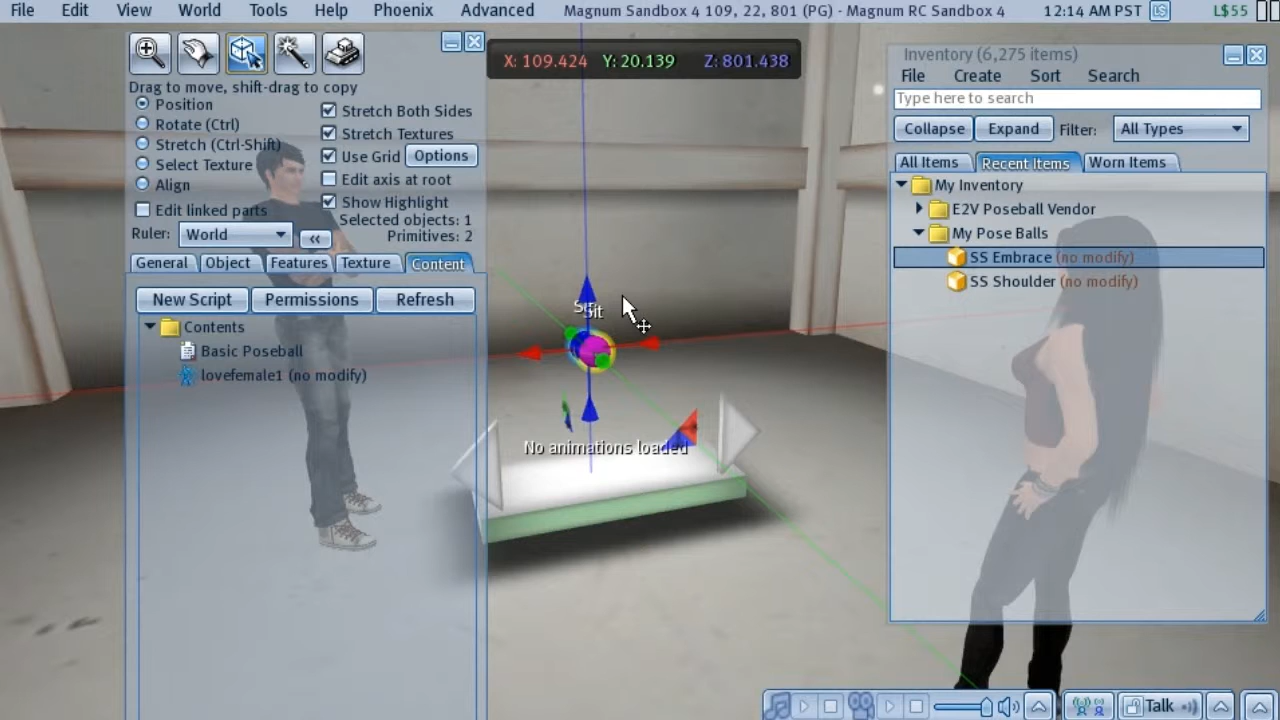 File Edit View World Tools Help Phoenix Advanced Magnum Sandbox 4 109, 22, 801 (PG) - Magnum RC Sandbox 4 12:14 AM PST LS L$55
X: 109.424 Y: 20.139 Z: 801.438
Drag to move, shift-drag to copy
Position
Rotate (Ctrl)
Stretch (Ctrl-Shift)
Select Texture
Align
Edit linked parts
Stretch Both Sides
Stretch Textures
Use Grid Options
Edit axis at root
Show Highlight
Selected objects: 1
Primitives: 2
Ruler: World <<
General Object Features Texture Content
New Script Permissions Refresh
Contents
Basic Poseball
lovefemale1 (no modify)
Sit
No animations loaded
Inventory (6,275 items)
File Create Sort Search
Type here to search
Collapse Expand Filter: All Types
All Items Recent Items Worn Items
My Inventory
E2V Poseball Vendor
My Pose Balls
SS Embrace (no modify)
SS Shoulder (no modify)
Talk